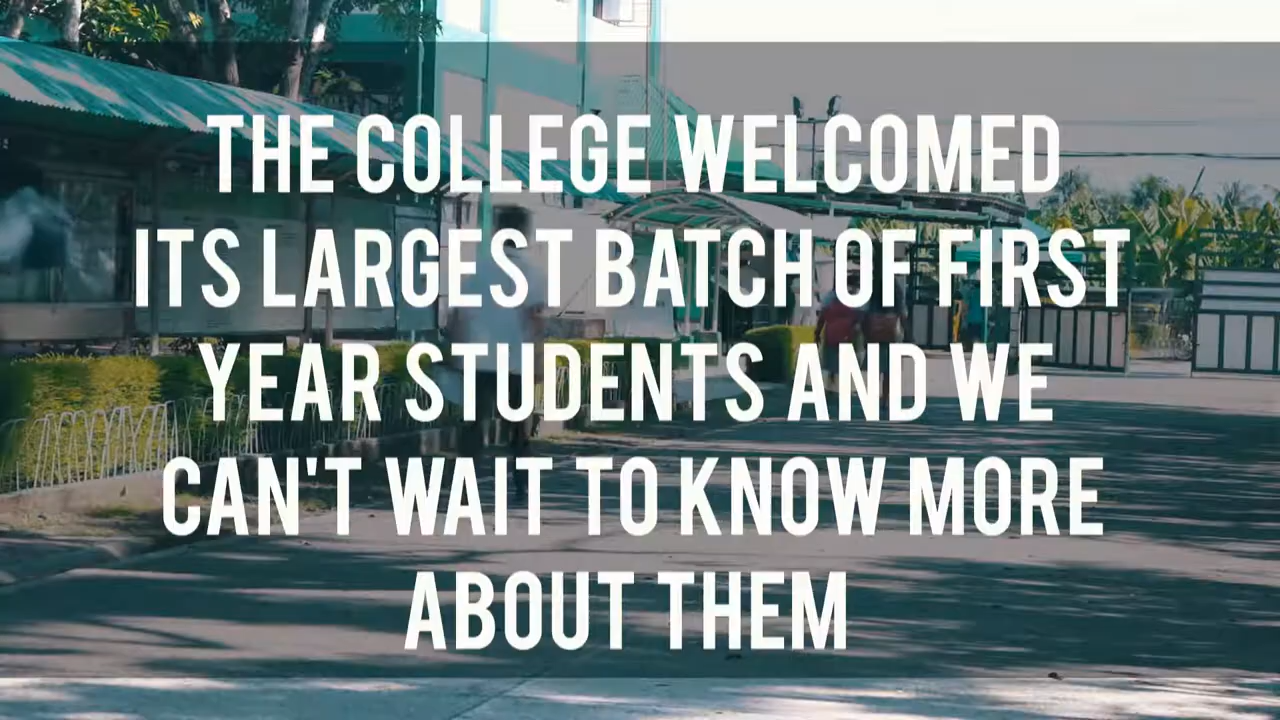 THE COLLEGE WELCOMED
ITS LARGEST BATCH OF FIRST
YEAR STUDENTS AND WE
CAN'T WAIT TO KNOW MORE
ABOUT THEM